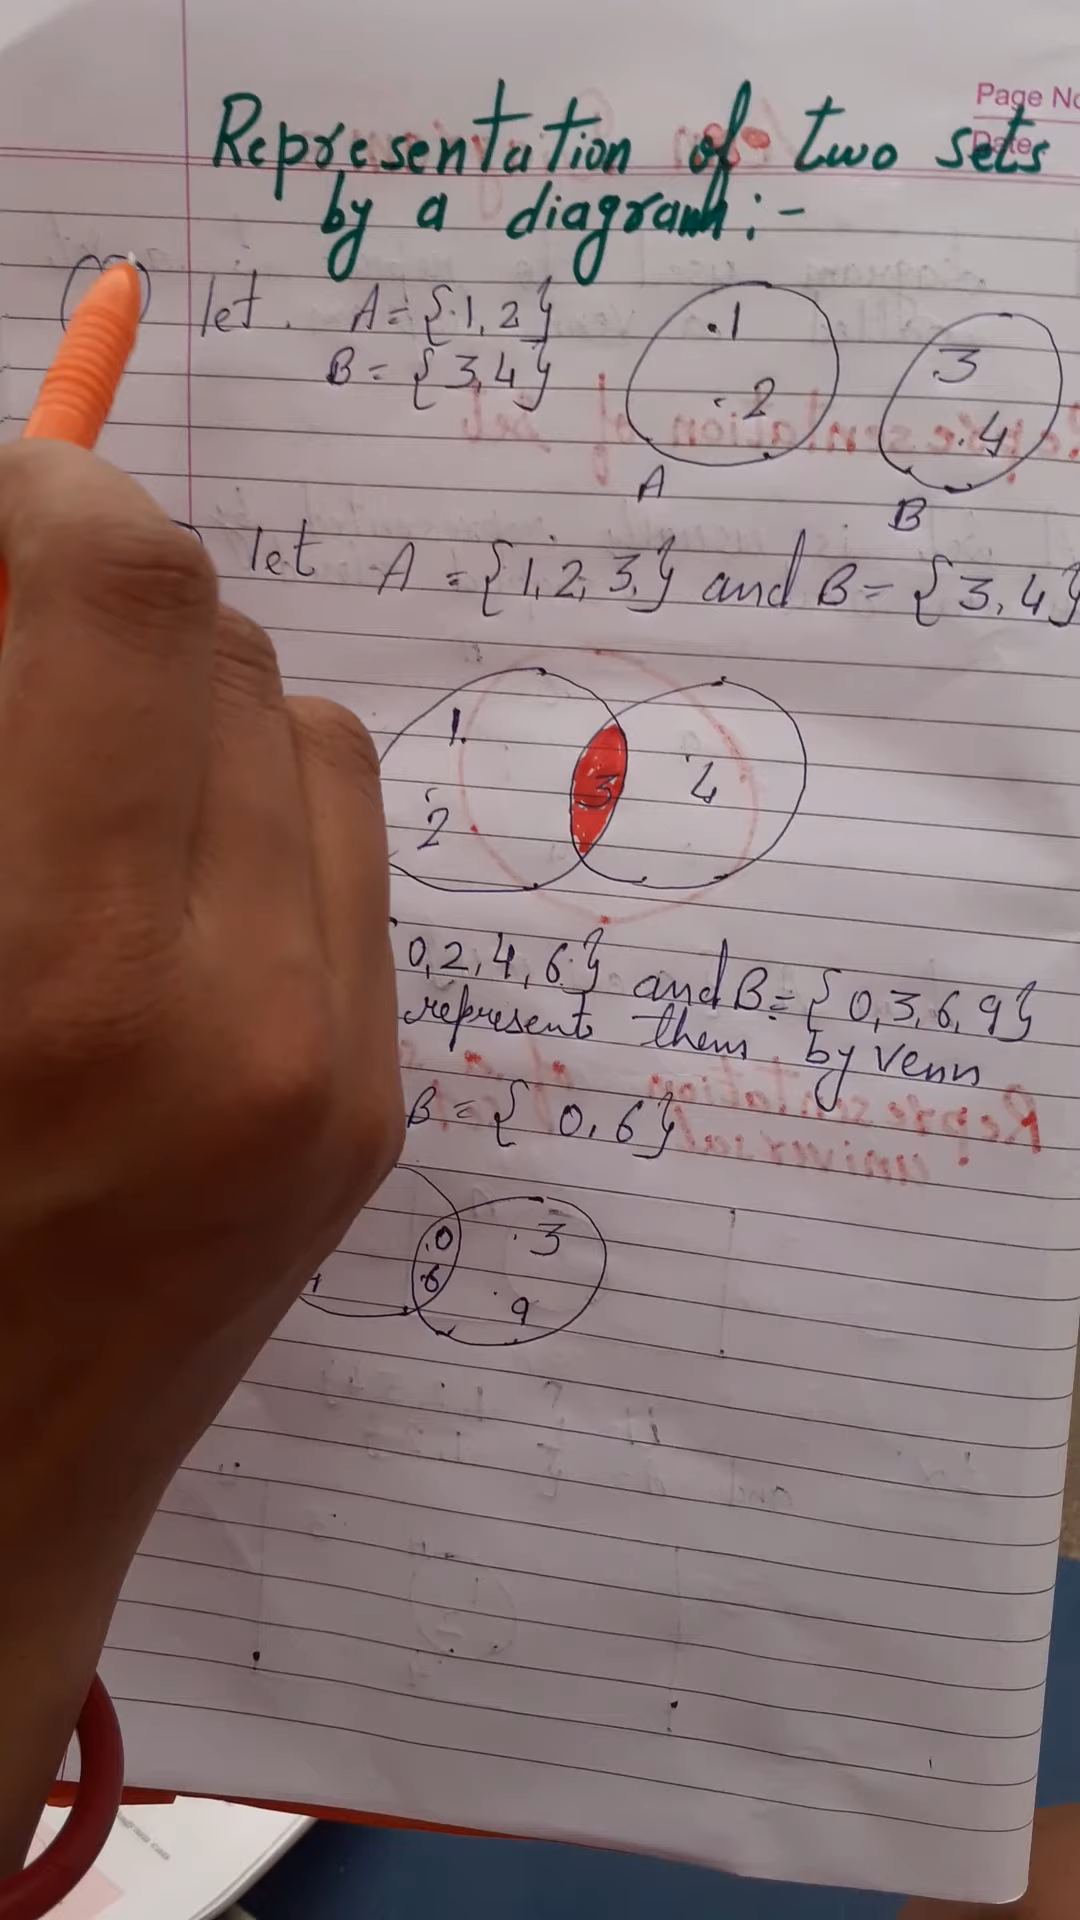 Page No
Date
Representation of two sets
by a diagram :-
let A = {1, 2}
B = {3, 4}
.1
.2
A
.3
.4
B
let A = {1, 2, 3,} and B = {3, 4}
1.
2
3
4
0, 2, 4, 6.} and B = { 0, 3, 6, 9}
represent them by venn
B = { 0, 6}
.0
6
.3
.9